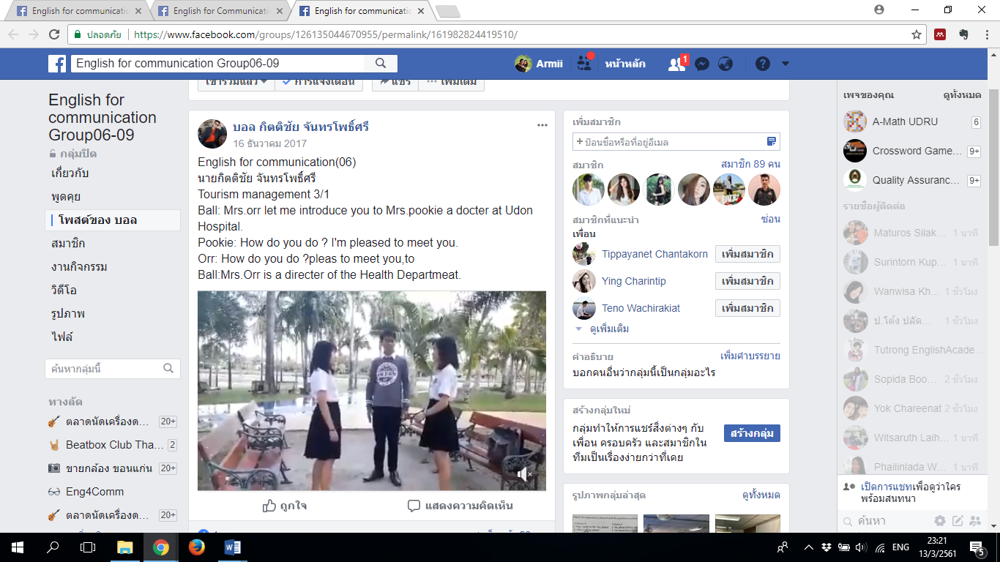 English for communicatio
English for Communicati
English for communicatio
ปลอดภัย
https://www.facebook.com/groups/126135044670955/permalink/161982824419510/
English for communication Group06-09
Armii
หน้าหลัก
1
English for
communication
Group06-09
กลุ่มปิด
เกี่ยวกับ
พูดคุย
โพสต์ของ บอล
สมาชิก
งานกิจกรรม
วิดีโอ
รูปภาพ
ไฟล์
ค้นหากลุ่มนี้
ทางลัด
ตลาดนัดเครื่องด... 20+
Beatbox Club Tha... 2
ขายกล้อง ขอนแก่น 20+
Eng4Comm
ตลาดนัดเครื่องด... 20+
เข้าร่วมแล้ว
การแจ้งเตือน
แชร์
เพิ่มเติม
บอล กิตติชัย จันทรโพธิ์ศรี
16 ธันวาคม 2017
English for communication(06)
นายกิตติชัย จันทรโพธิ์ศรี
Tourism management 3/1
Ball: Mrs.orr let me introduce you to Mrs.pookie a docter at Udon
Hospital.
Pookie: How do you do ? I'm pleased to meet you.
Orr: How do you do ?pleas to meet you,to
Ball:Mrs.Orr is a directer of the Health Departmeat.
ถูกใจ
แสดงความคิดเห็น
เพิ่มสมาชิก
+ ป้อนชื่อหรือที่อยู่อีเมล
สมาชิก
สมาชิก 89 คน
สมาชิกที่แนะนำ
ซ่อน
เพื่อน
Tippayanet Chantakorn เพิ่มสมาชิก
Ying Charintip เพิ่มสมาชิก
Teno Wachirakiat เพิ่มสมาชิก
ดูเพิ่มเติม
คำอธิบาย
เพิ่มคำบรรยาย
บอกคนอื่นว่ากลุ่มนี้เป็นกลุ่มอะไร
สร้างกลุ่มใหม่
กลุ่มทำให้การแชร์สิ่งต่างๆ กับ
เพื่อน ครอบครัว และสมาชิกใน
ทีมเป็นเรื่องง่ายกว่าที่เคย
สร้างกลุ่ม
รูปภาพกลุ่มล่าสุด
ดูทั้งหมด
เพจของคุณ
ดูทั้งหมด
A-Math UDRU 6
Crossword Game... 9+
Quality Assuranc... 9+
รายชื่อผู้ติดต่อ
Maturos Silak... 1 นาที
Surintorn Kup... 1 นาที
Wanwisa Kh... 1 ชั่วโมง
ป.โต้ง ปลัด... 1 ชั่วโมง
Tutrong EnglishAcade...
Sopida Boo... 2 ชั่วโมง
Yok Chareenat 2 ชั่วโมง
Witsaruth Laih... 1 นาที
Phailinlada W... 1 นาที
เปิดการแชทเพื่อดูว่าใคร
พร้อมสนทนา
ค้นหา
ENG
23:21
13/3/2561
5